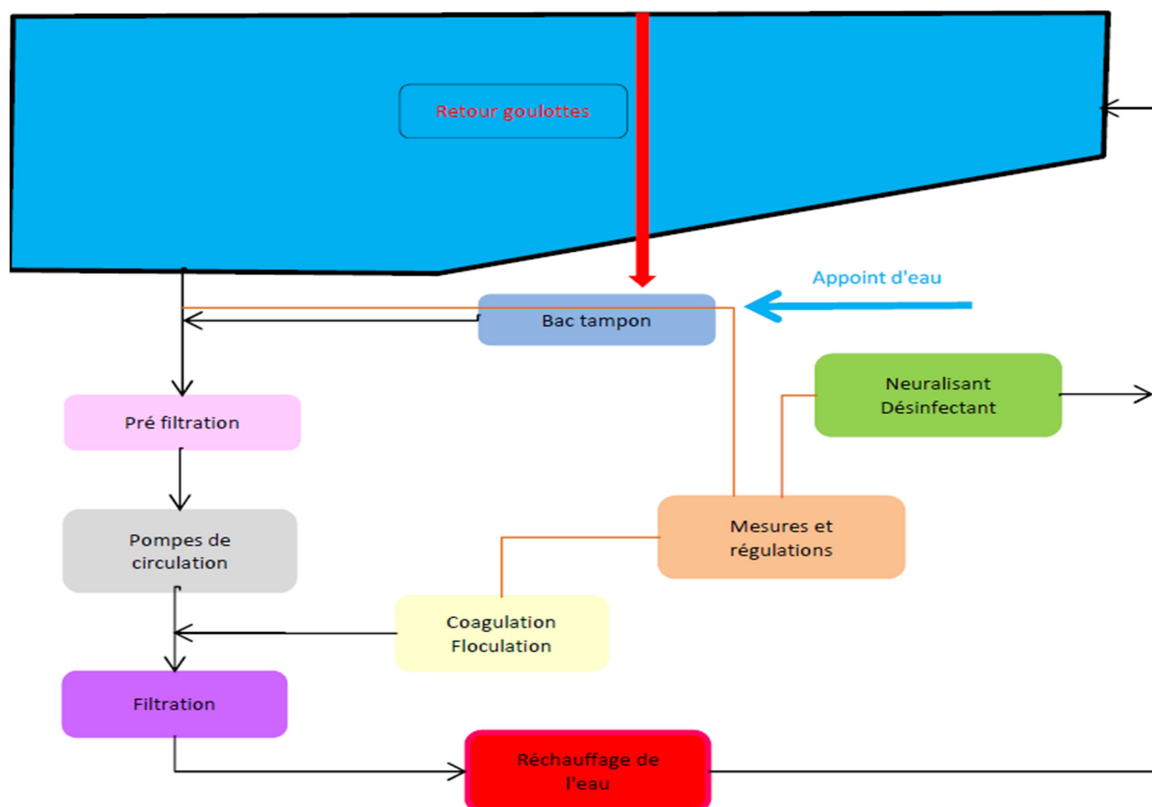 Retour goulottes
Appoint d'eau
Bac tampon
Neuralisant
Désinfectant
Pré filtration
Mesures et
régulations
Pompes de
circulation
Coagulation
Floculation
Filtration
Réchauffage de
l'eau